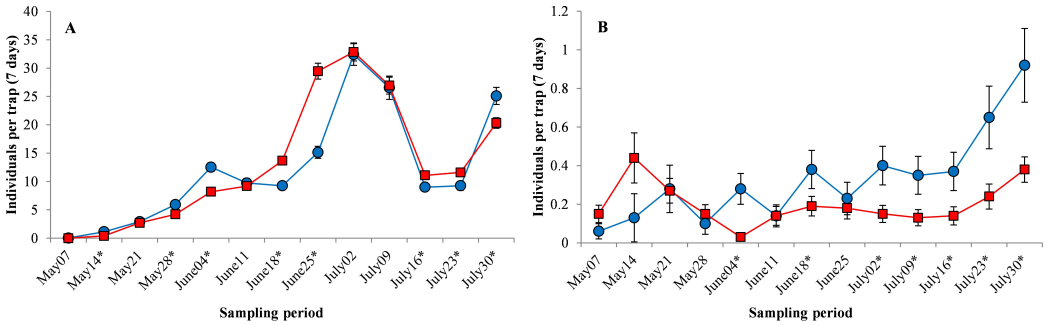 A
Individuals per trap (7 days)
40
35
30
25
20
15
10
5
0
May07
May14*
May21
May28*
June04*
June11
June18*
June25*
July02
July09
July16*
July23*
July30*
Sampling period
B
Individuals per trap (7 days)
1.2
1
0.8
0.6
0.4
0.2
0
May07
May14
May21
May28
June04*
June11
June18*
June25
July02*
July09*
July16*
July23*
July30*
Sampling period